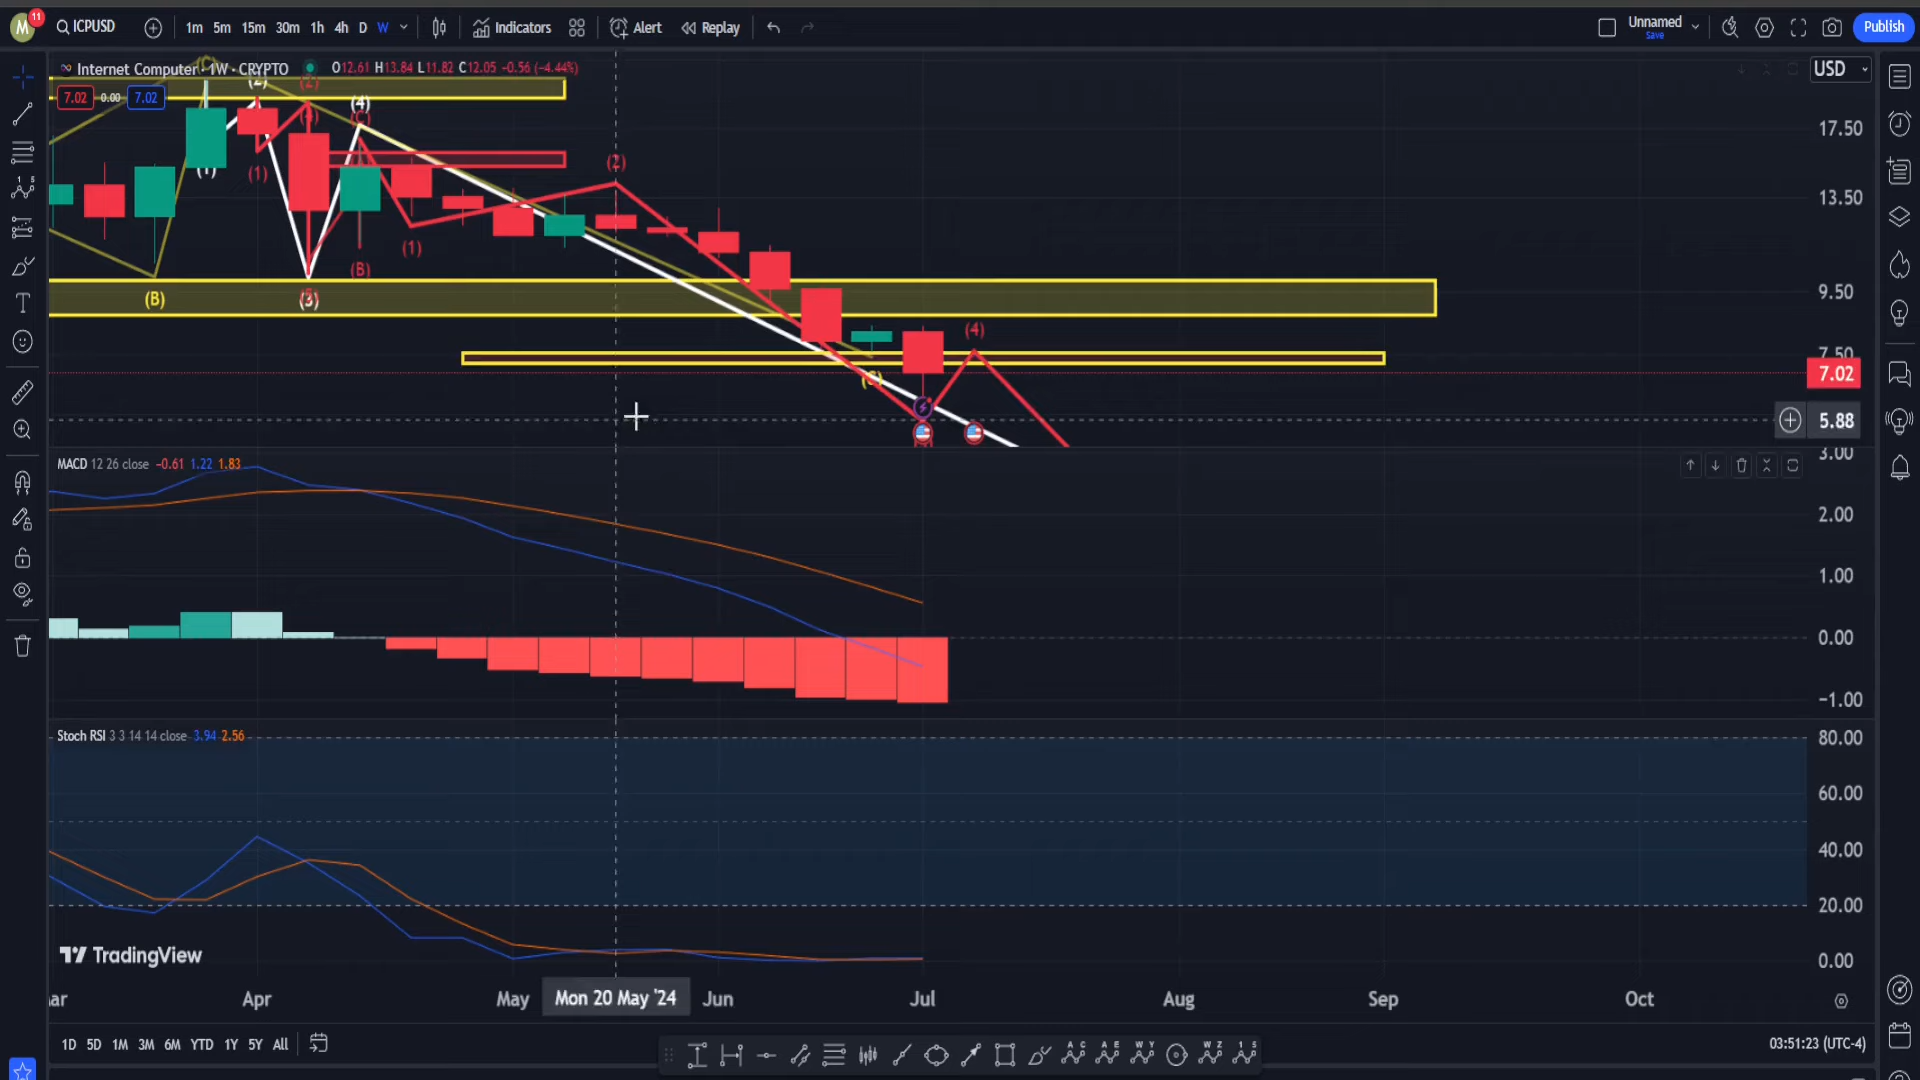 M 11 ICPUSD 1m 5m 15m 30m 1h 4h D W Indicators Alert Replay Unnamed Save Publish
Internet Computer · 1W · CRYPTO O12.61 H13.84 L11.82 C12.05 -0.56 (-4.44%) USD
7.02 0.00 7.02
(2) (2)
(4)
(C)
17.50
(2)
(1) (1)
13.50
(1)
(B)
(B) (3) 9.50
(4)
7.50
7.02
5.88
MACD 12 26 close -0.61 1.22 1.83
3.00
2.00
1.00
0.00
-1.00
Stoch RSI 3 3 14 14 close 3.94 2.56
80.00
60.00
40.00
20.00
TradingView
0.00
Apr May Mon 20 May '24 Jun Jul Aug Sep Oct
1D 5D 1M 3M 6M YTD 1Y 5Y All
03:51:23 (UTC-4)